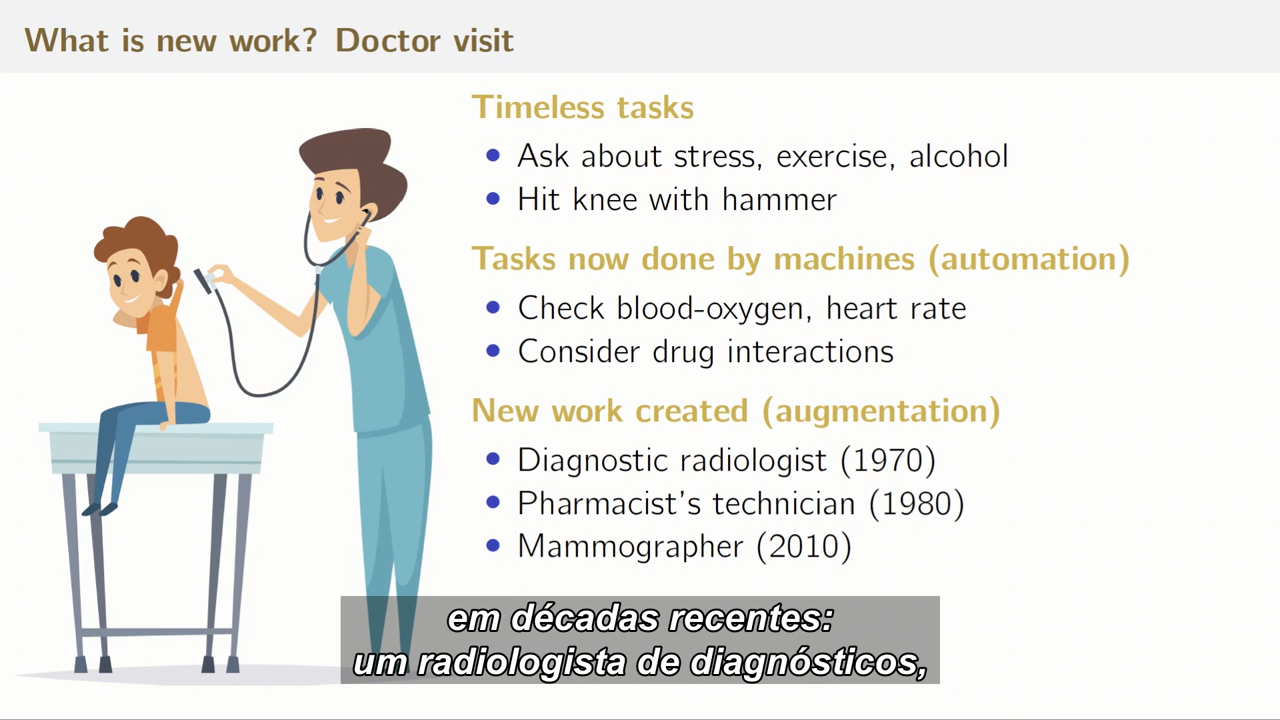 What is new work? Doctor visit
Timeless tasks
• Ask about stress, exercise, alcohol
• Hit knee with hammer
Tasks now done by machines (automation)
• Check blood-oxygen, heart rate
• Consider drug interactions
New work created (augmentation)
• Diagnostic radiologist (1970)
• Pharmacist's technician (1980)
• Mammographer (2010)
em décadas recentes:
um radiologista de diagnósticos,